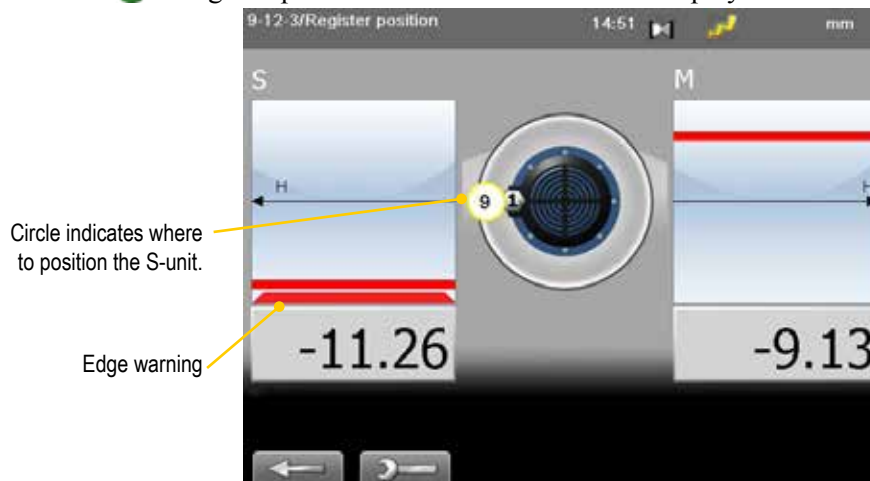 9-12-3/Register position 14:51 mm
S M
H H
9 1
Circle indicates where
to position the S-unit.
Edge warning
-11.26 -9.13